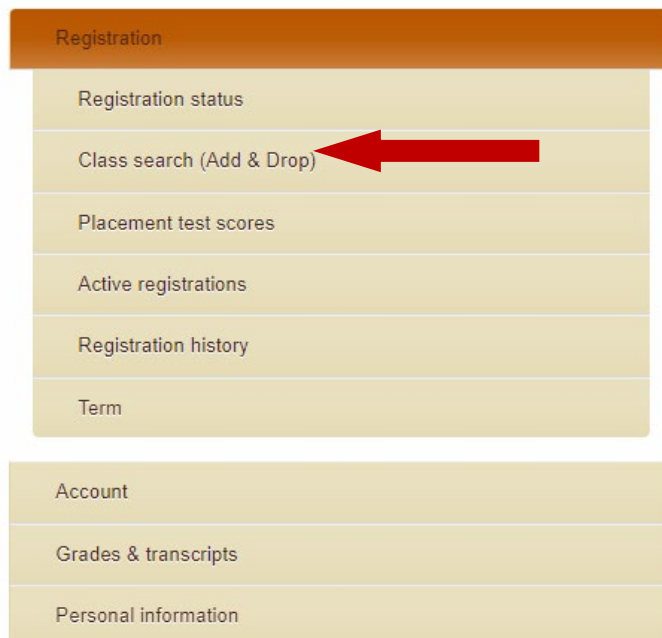 Registration
Registration status
Class search (Add & Drop)
Placement test scores
Active registrations
Registration history
Term
Account
Grades & transcripts
Personal information